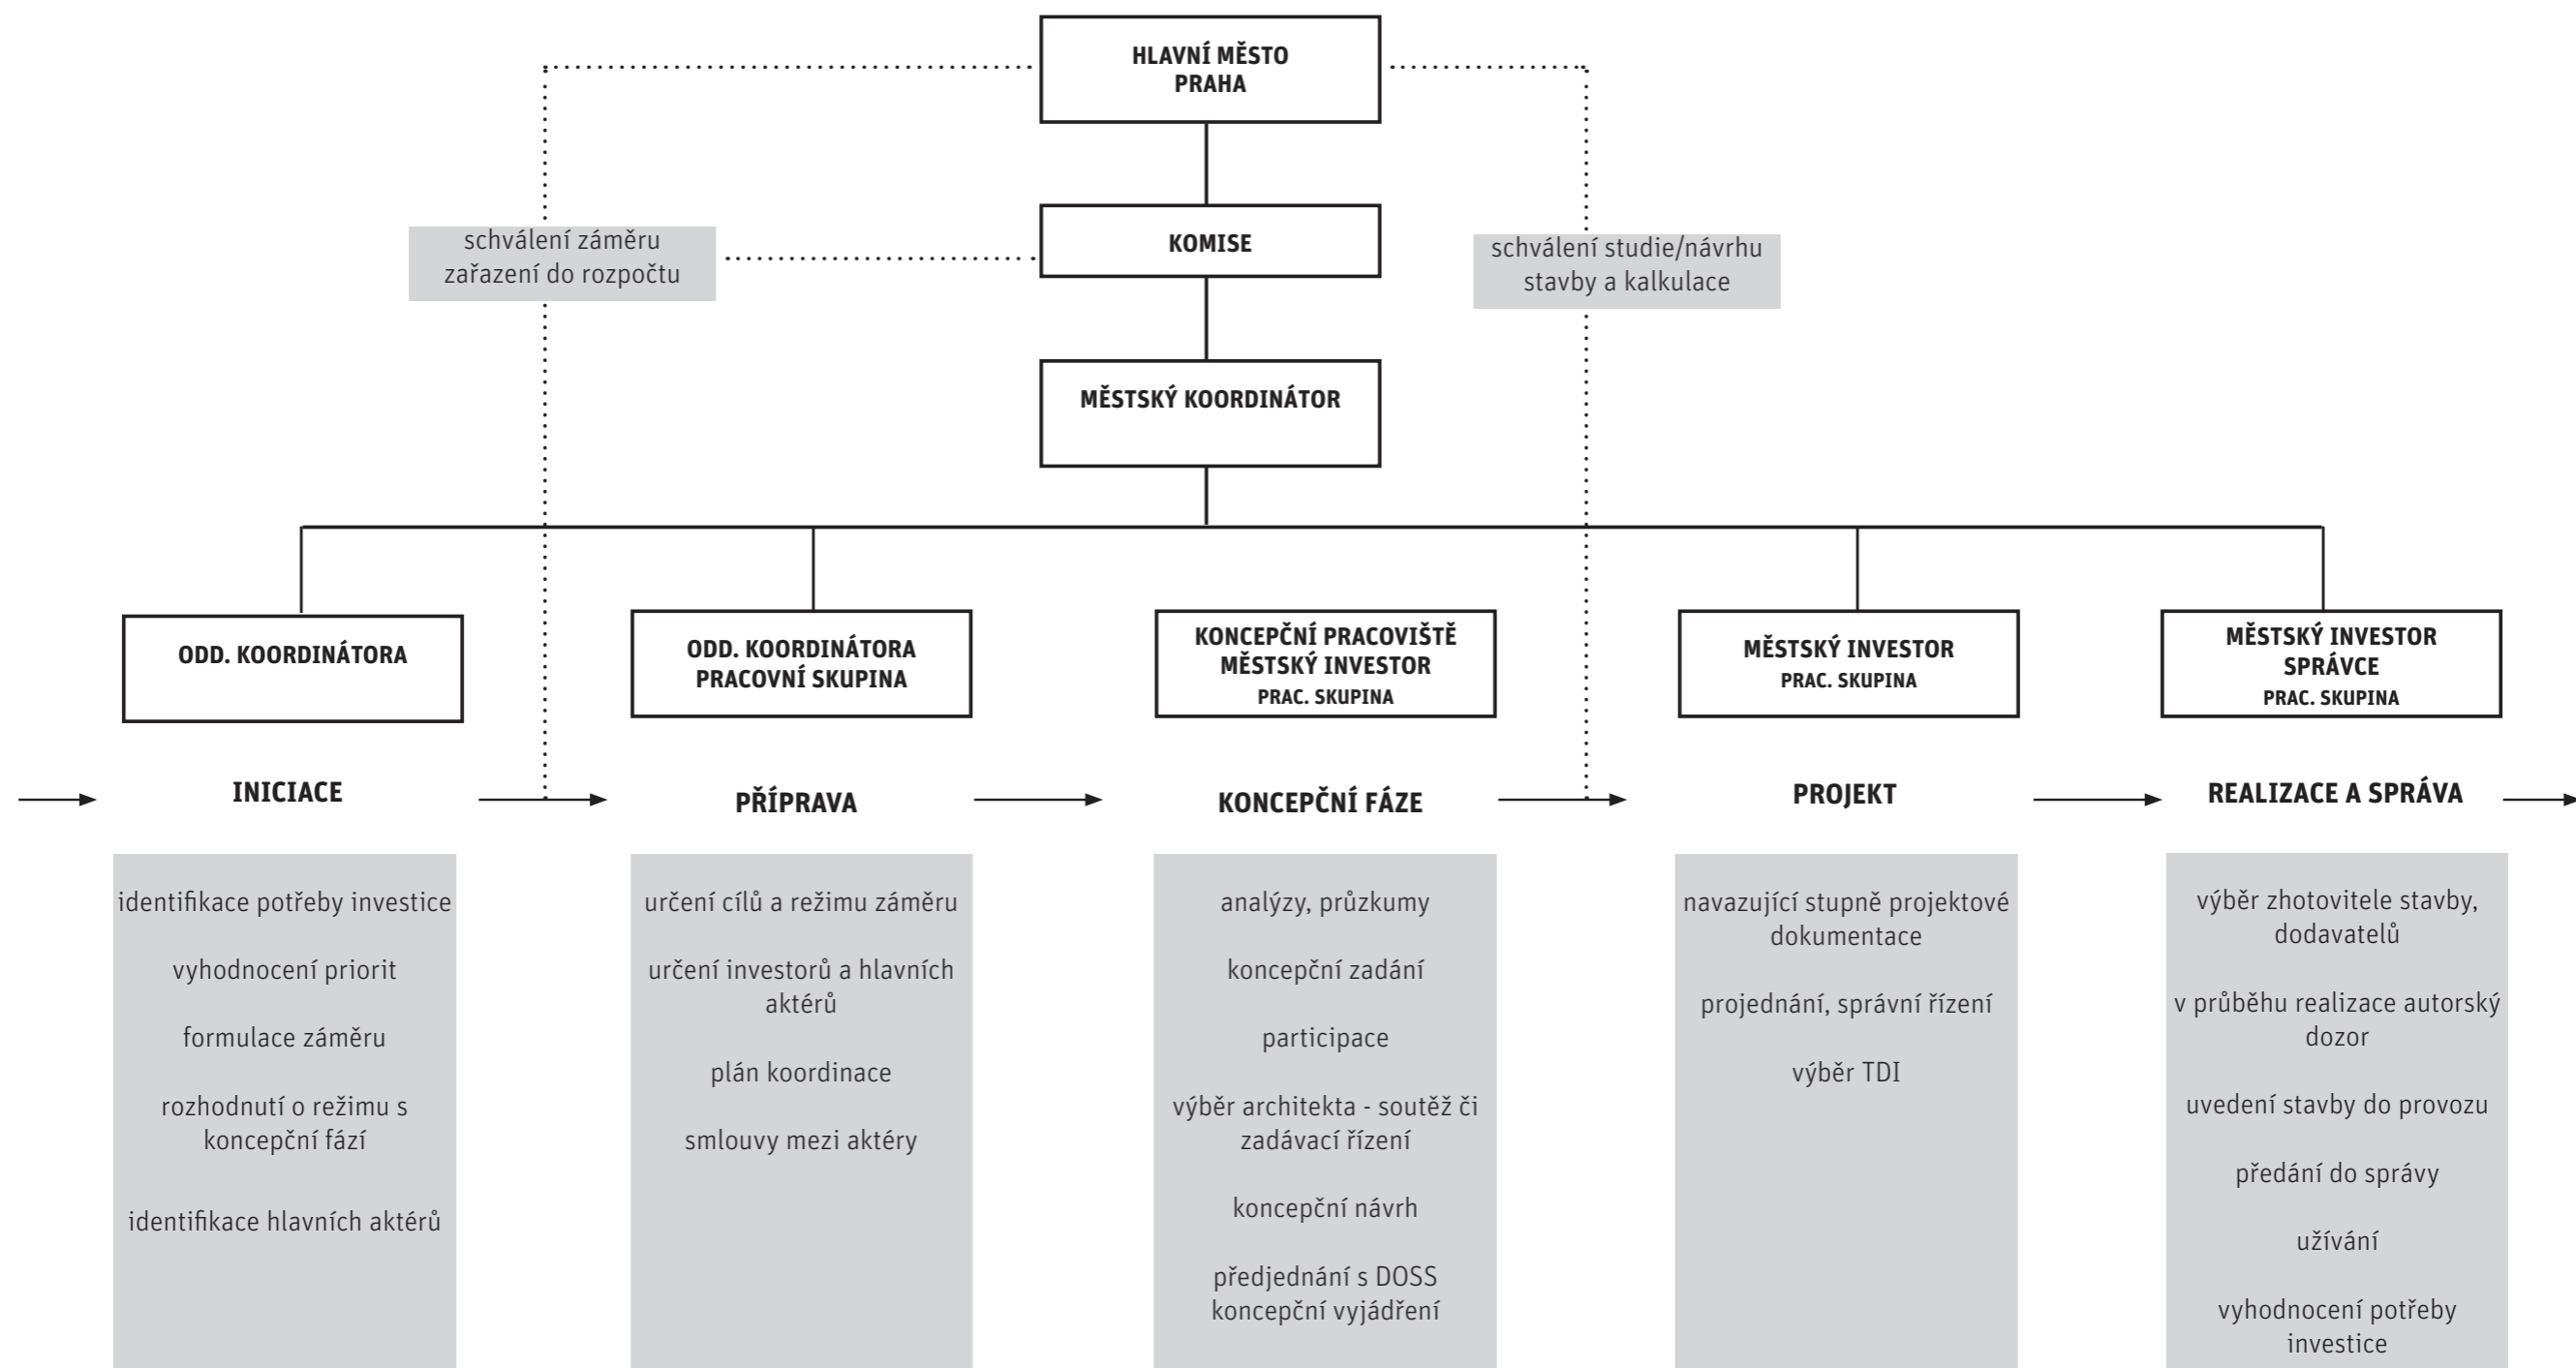 HLAVNÍ MĚSTO
PRAHA
KOMISE
schválení záměru
zařazení do rozpočtu
schválení studie/návrhu
stavby a kalkulace
MĚSTSKÝ KOORDINÁTOR
ODD. KOORDINÁTORA
ODD. KOORDINÁTORA
PRACOVNÍ SKUPINA
KONCEPČNÍ PRACOVIŠTĚ
MĚSTSKÝ INVESTOR
PRAC. SKUPINA
MĚSTSKÝ INVESTOR
PRAC. SKUPINA
MĚSTSKÝ INVESTOR
SPRÁVCE
PRAC. SKUPINA
INICIACE
PŘÍPRAVA
KONCEPČNÍ FÁZE
PROJEKT
REALIZACE A SPRÁVA
identifikace potřeby investice
vyhodnocení priorit
formulace záměru
rozhodnutí o režimu s
koncepční fází
identifikace hlavních aktérů
určení cílů a režimu záměru
určení investorů a hlavních
aktérů
plán koordinace
smlouvy mezi aktéry
analýzy, průzkumy
koncepční zadání
participace
výběr architekta - soutěž či
zadávací řízení
koncepční návrh
předjednání s DOSS
koncepční vyjádření
navazující stupně projektové
dokumentace
projednání, správní řízení
výběr TDI
výběr zhotovitele stavby,
dodavatelů
v průběhu realizace autorský
dozor
uvedení stavby do provozu
předání do správy
užívání
vyhodnocení potřeby
investice